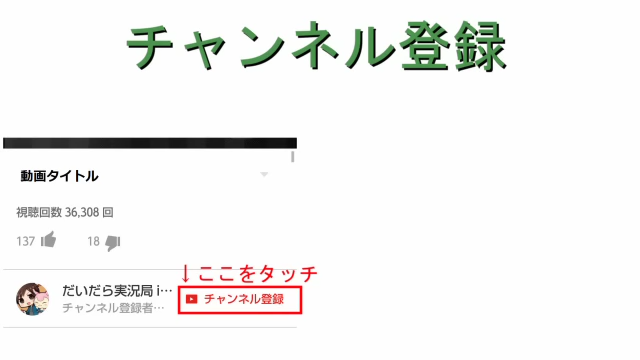 チャンネル登録
動画タイトル
視聴回数 36,308 回
137
18
↓ここをタッチ
だいだら実況局 i…
チャンネル登録
チャンネル登録者…